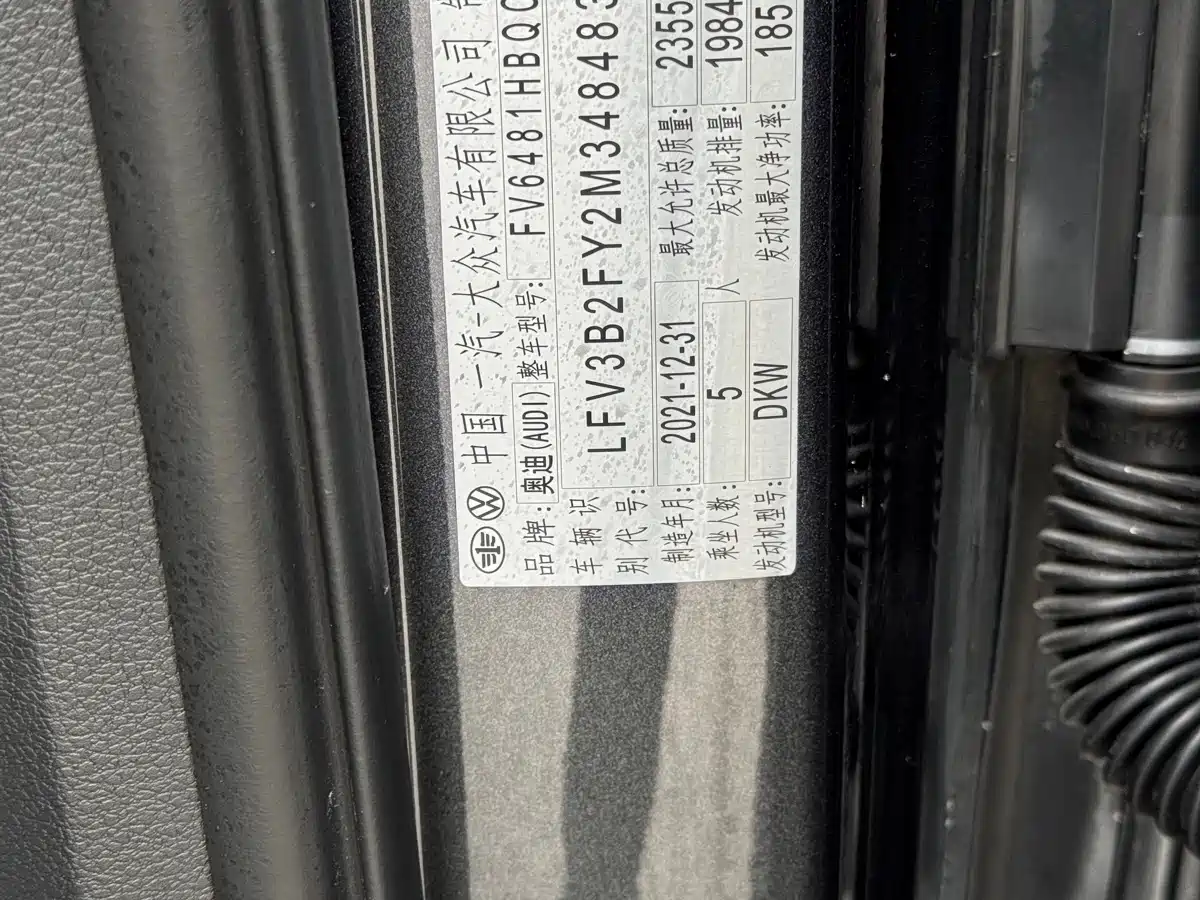 中国 一汽-大众汽车有限公司
品牌: 奥迪(AUDI) 整车型号: FV6481HBQC
车辆识别代号: LFV3B2FY2M348483
制造年月: 2021-12-31 最大允许总质量: 2355
乘坐人数: 5 人 发动机排量: 1984
发动机型号: DKW 发动机最大净功率: 185